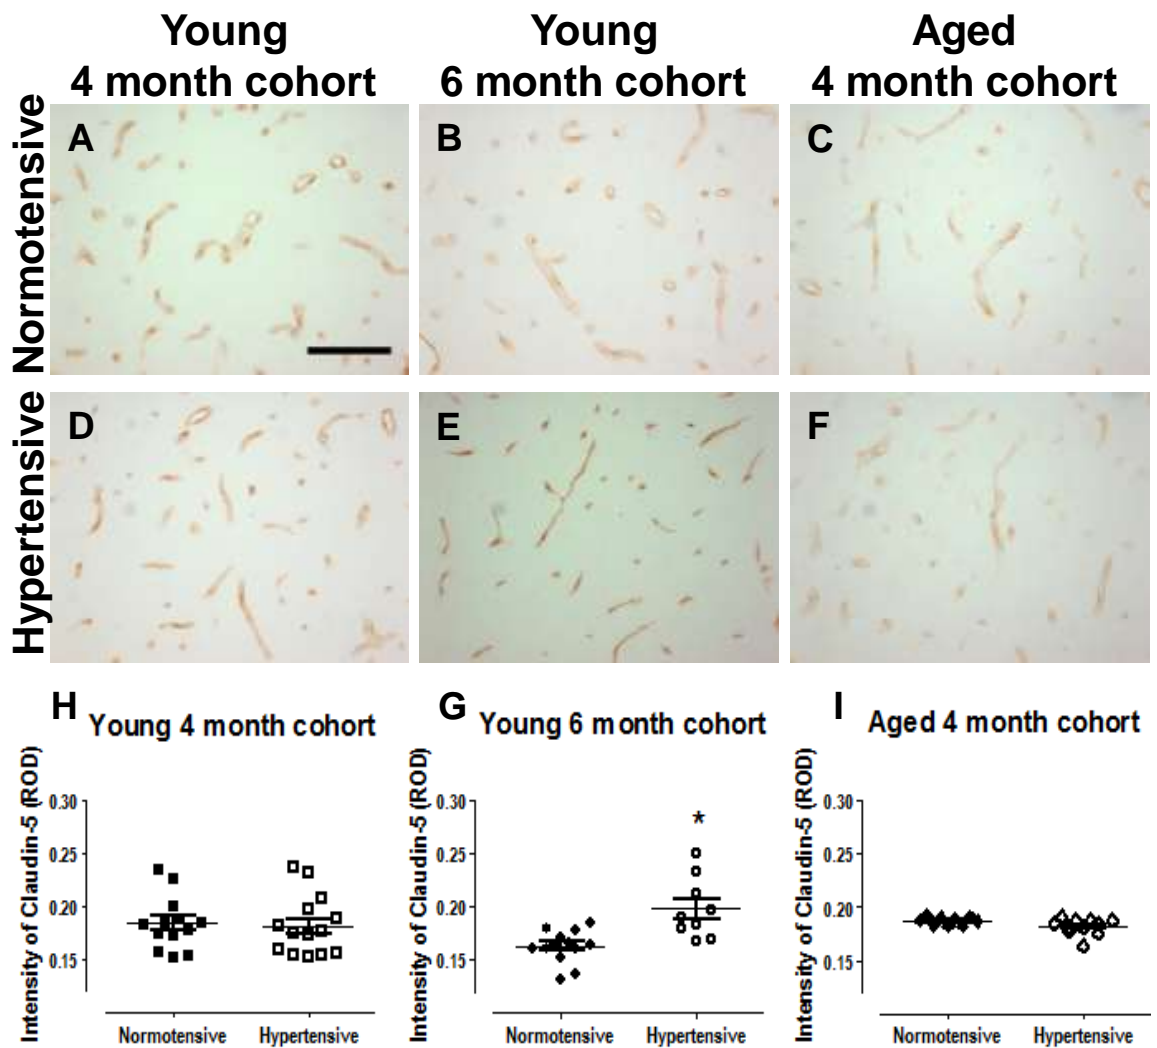 Young
4 month cohort
Young
6 month cohort
Aged
4 month cohort
Normotensive
A
B
C
Hypertensive
D
E
F
H
Young 4 month cohort
Intensity of Claudin-5 (ROD)
0.30
0.25
0.20
0.15
Normotensive
Hypertensive
G
Young 6 month cohort
Intensity of Claudin-5 (ROD)
0.30
0.25
0.20
0.15
*
Normotensive
Hypertensive
I
Aged 4 month cohort
Intensity of Claudin-5 (ROD)
0.30
0.25
0.20
0.15
Normotensive
Hypertensive